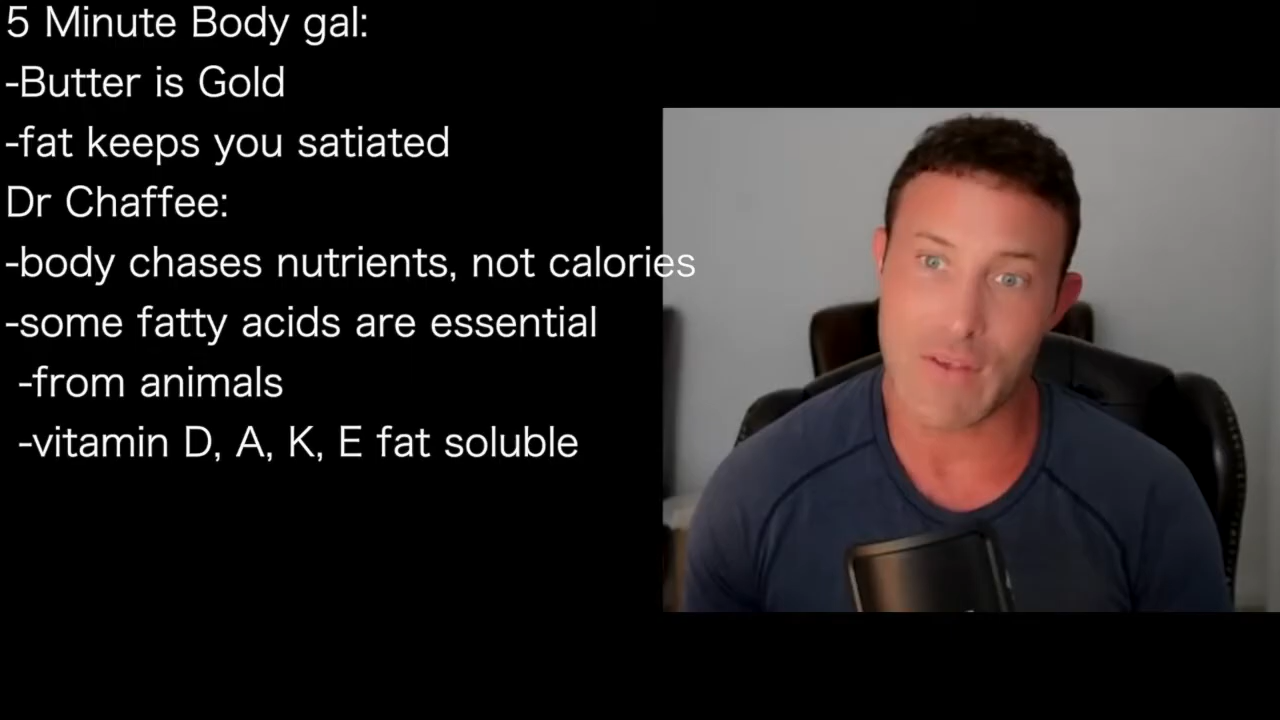 5 Minute Body gal:
-Butter is Gold
-fat keeps you satiated
Dr Chaffee:
-body chases nutrients, not calories
-some fatty acids are essential
-from animals
-vitamin D, A, K, E fat soluble